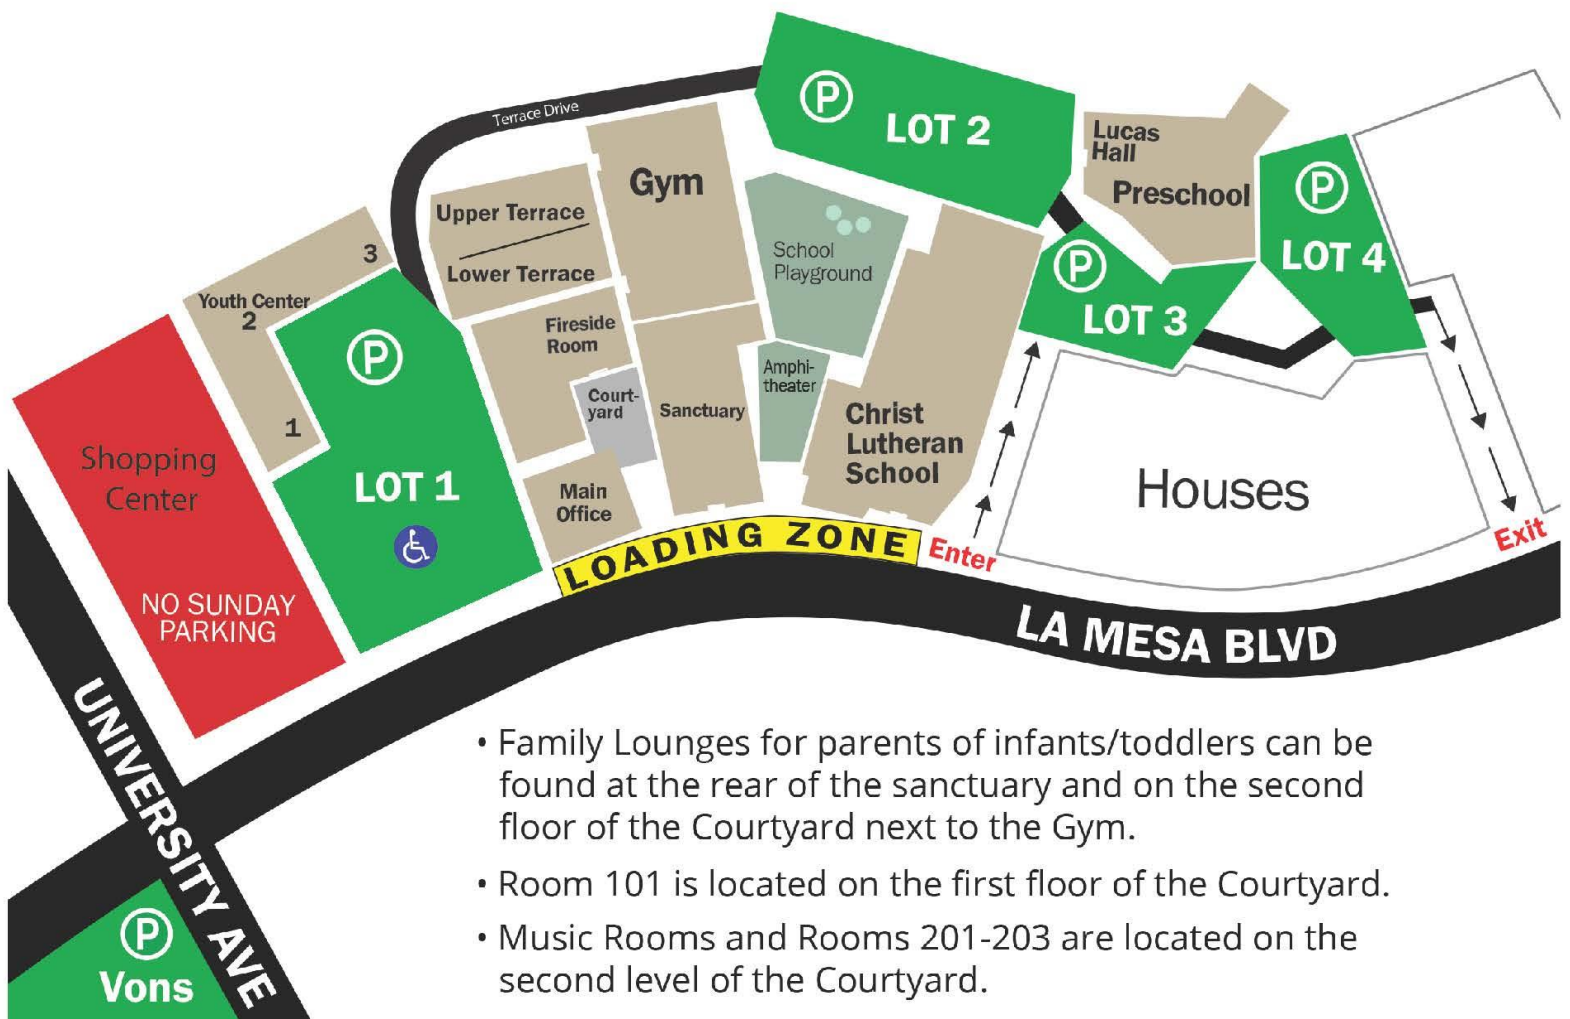 Terrace Drive
P
LOT 2
Lucas
Hall
Preschool
P
LOT 4
Gym
Upper Terrace
Lower Terrace
School
Playground
P
LOT 3
3
Youth Center
2
1
P
LOT 1
Fireside
Room
Court-
yard
Sanctuary
Amphi-
theater
Christ
Lutheran
School
Main
Office
Shopping
Center
NO SUNDAY
PARKING
Houses
LOADING ZONE
Enter
Exit
LA MESA BLVD
UNIVERSITY AVE
P
Vons
• Family Lounges for parents of infants/toddlers can be
found at the rear of the sanctuary and on the second
floor of the Courtyard next to the Gym.
• Room 101 is located on the first floor of the Courtyard.
• Music Rooms and Rooms 201-203 are located on the
second level of the Courtyard.